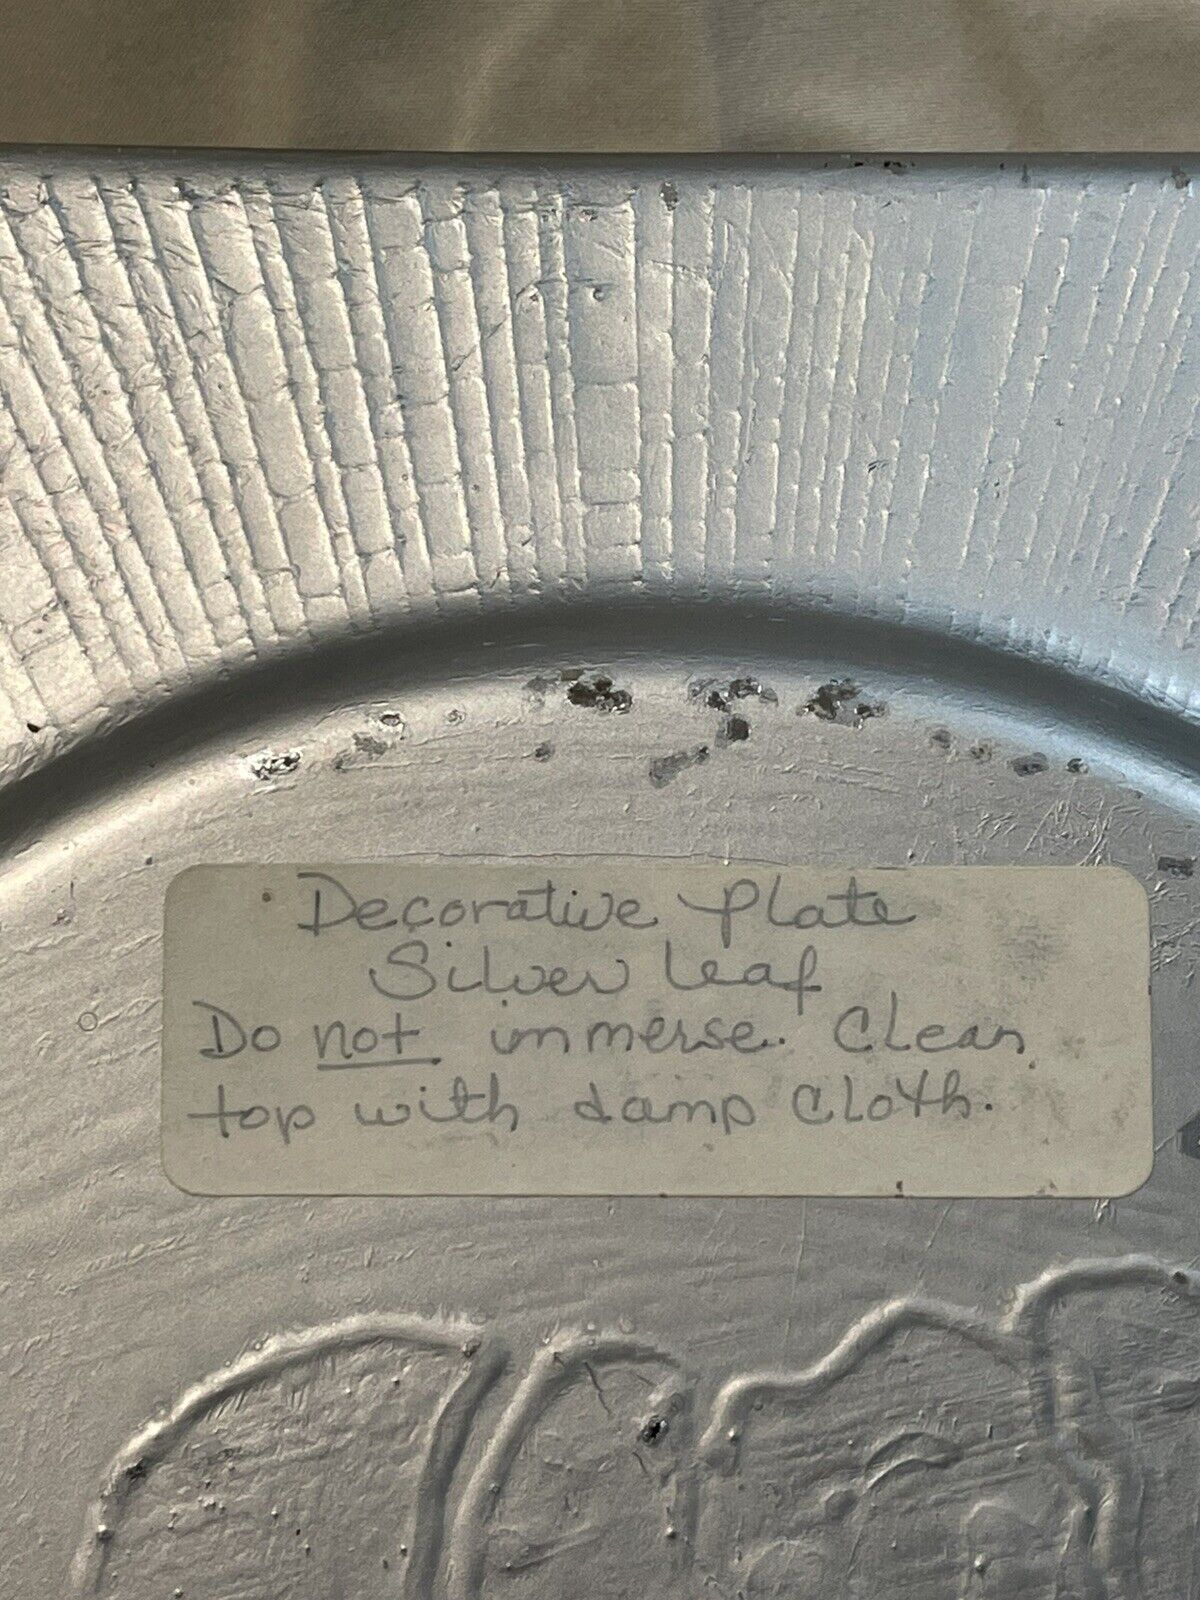 Decorative Plate
Silver Leaf
Do not immerse. Clean
top with damp cloth.